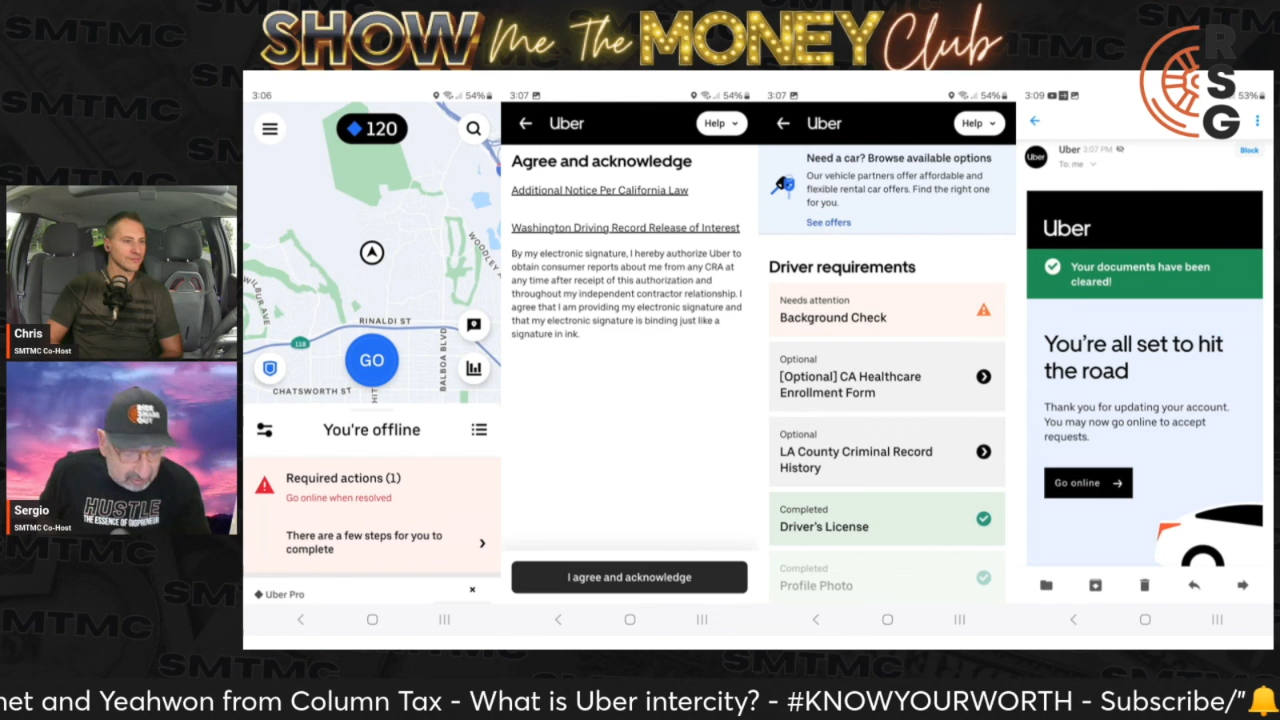 SHOW Me The MONEY Club
RSG
SMTMC
3:06
54%
120
WILBUR AVE
WOODLEY
RINALDI ST
118
BALBOA BLVD
GO
CHATSWORTH ST
HIT
You're offline
Required actions (1)
Go online when resolved
There are a few steps for you to
complete
Uber Pro
3:07
54%
Uber
Help
Agree and acknowledge
Additional Notice Per California Law
Washington Driving Record Release of Interest
By my electronic signature, I hereby authorize Uber to
obtain consumer reports about me from any CRA at
any time after receipt of this authorization and
throughout my independent contractor relationship. I
agree that I am providing my electronic signature and
that my electronic signature is binding just like a
signature in ink.
I agree and acknowledge
3:07
54%
Uber
Help
Need a car? Browse available options
Our vehicle partners offer affordable and
flexible rental car offers. Find the right one
for you.
See offers
Driver requirements
Needs attention
Background Check
Optional
[Optional] CA Healthcare
Enrollment Form
Optional
LA County Criminal Record
History
Completed
Driver's License
Completed
Profile Photo
3:09
53%
Uber
Uber 3:07 PM
To: me
Block
Uber
Your documents have been
cleared!
You're all set to hit
the road
Thank you for updating your account.
You may now go online to accept
requests.
Go online
Chris
SMTMC Co-Host
HUSTLE
THE ESSENCE OF
Sergio
SMTMC Co-Host
net and Yeahwon from Column Tax - What is Uber intercity? - #KNOWYOURWORTH - Subscribe/"🔔